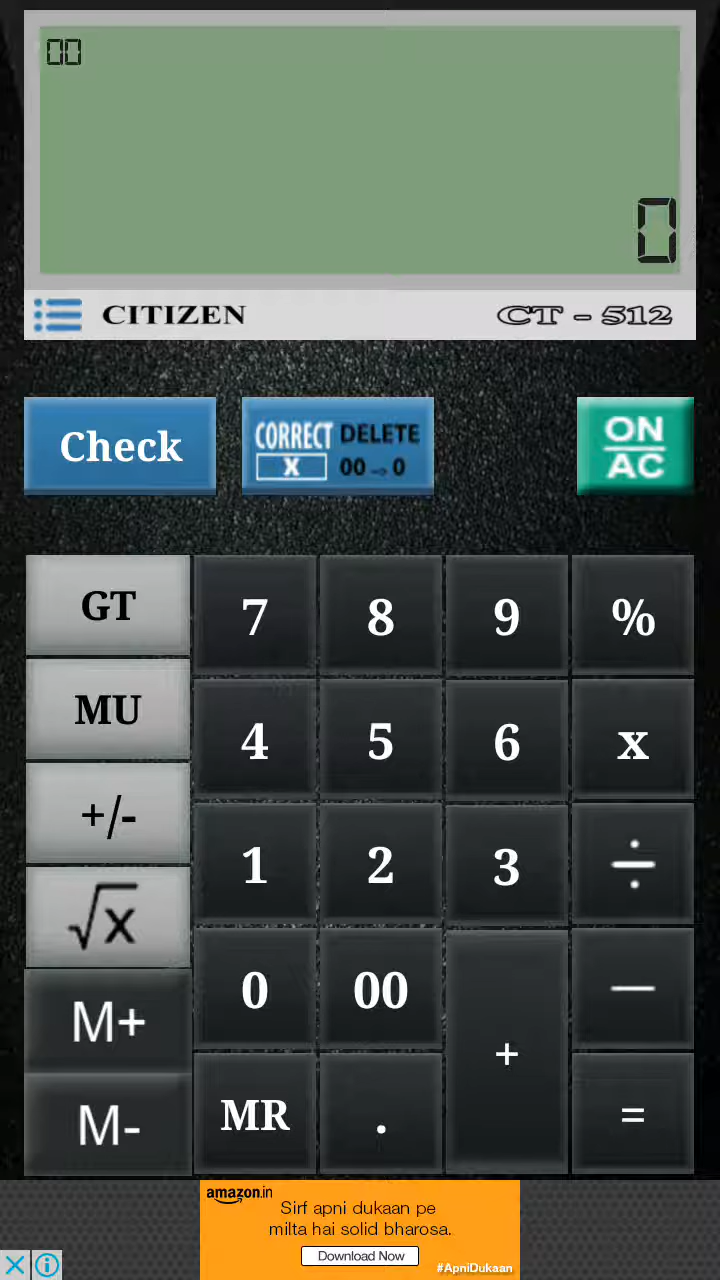 00
0
CITIZEN CT - 512
Check
CORRECT DELETE
X 00→0
ON
AC
GT
7 8 9 %
MU
4 5 6 x
+/-
1 2 3 ÷
√x
0 00 —
M+
+
MR . =
M-
amazon.in
Sirf apni dukaan pe
milta hai solid bharosa.
Download Now
#ApniDukaan